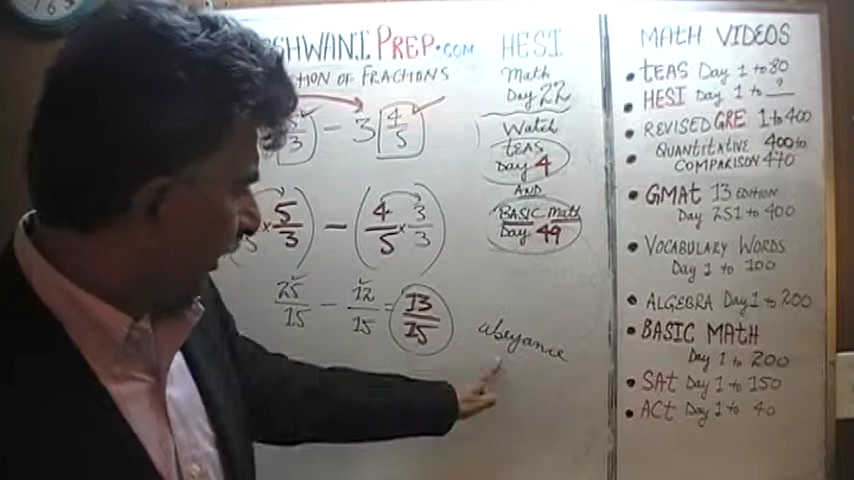 SHWANI PREP.COM
TION OF FRACTIONS
5/3 - 3 4/5
× 5/3 ) - ( 4/5 × 3/3 )
25/15 - 12/15 = 13/15
HESI
Math
Day 22
Watch
TEAS
Day 4
AND
BASIC Math
Day 49
abeyance
MATH VIDEOS
• TEAS Day 1 to 80
• HESI Day 1 to ?
• REVISED GRE 1 to 400
• QUANTITATIVE 400 to
COMPARISON 470
• GMAT 13 EDITION
Day 251 to 400
• VOCABULARY WORDS
Day 1 to 100
• ALGEBRA Day 1 to 200
• BASIC MATH
Day 1 to 200
• SAT Day 1 to 150
• ACT Day 1 to 40